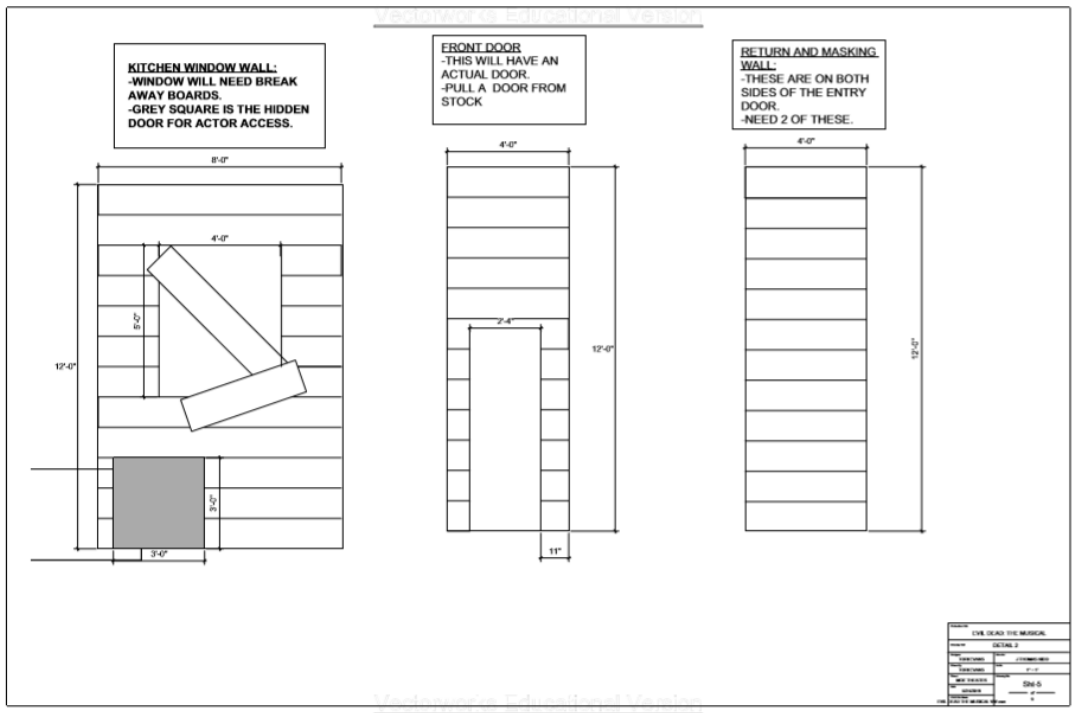 Vectorworks Educational Version
KITCHEN WINDOW WALL:
-WINDOW WILL NEED BREAK
AWAY BOARDS.
-GREY SQUARE IS THE HIDDEN
DOOR FOR ACTOR ACCESS.
FRONT DOOR
-THIS WILL HAVE AN
ACTUAL DOOR.
-PULL A DOOR FROM
STOCK
RETURN AND MASKING
WALL:
-THESE ARE ON BOTH
SIDES OF THE ENTRY
DOOR.
-NEED 2 OF THESE.
8'-0"
4'-0"
5'-0"
12'-0"
3'-0"
3'-0"
4'-0"
2'-4"
12'-0"
11"
4'-0"
12'-0"
EVIL DEAD: THE MUSICAL
DETAIL 2
Sht-5
Vectorworks Educational Version